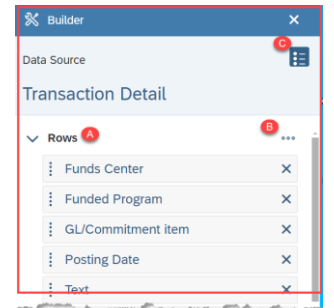 Builder
C
Data Source
Transaction Detail
Rows A
B
Funds Center
Funded Program
GL/Commitment item
Posting Date
Text